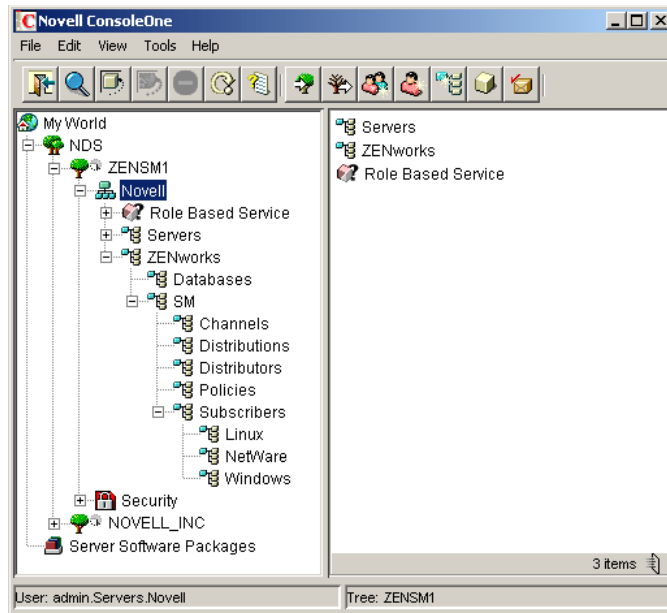 Novell ConsoleOne
File Edit View Tools Help
My World
NDS
ZENSM1
Novell
Role Based Service
Servers
ZENworks
Databases
SM
Channels
Distributions
Distributors
Policies
Subscribers
Linux
NetWare
Windows
Security
NOVELL_INC
Server Software Packages
Servers
ZENworks
Role Based Service
3 items
User: admin.Servers.Novell
Tree: ZENSM1